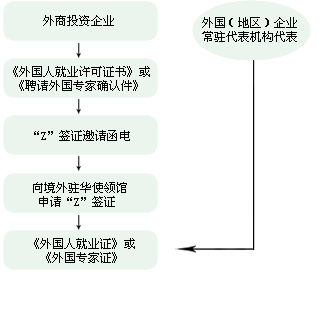 外商投资企业
外国（地区）企业
常驻代表机构代表
《外国人就业许可证书》或
《聘请外国专家确认件》
“Z”签证邀请函电
向境外驻华使领馆
申请“Z”签证
《外国人就业证》或
《外国专家证》